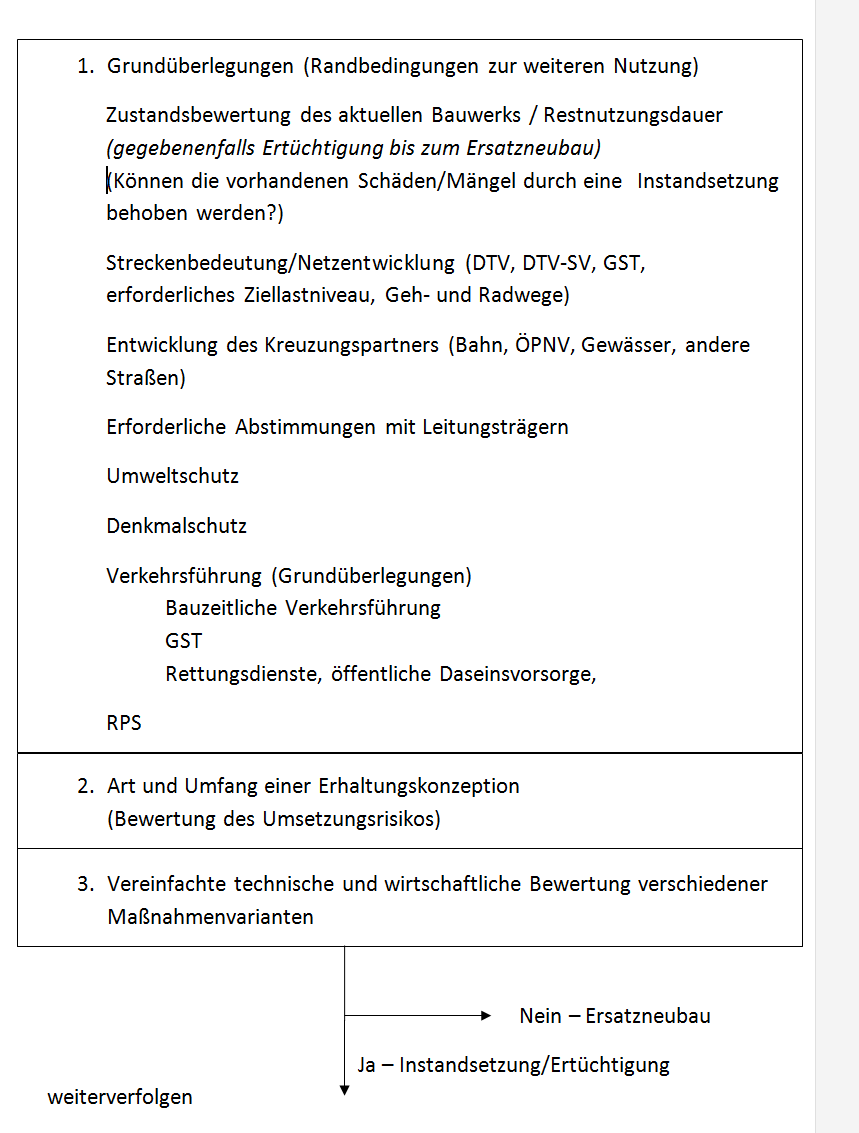 1. Grundüberlegungen (Randbedingungen zur weiteren Nutzung)
Zustandsbewertung des aktuellen Bauwerks / Restnutzungsdauer
(gegebenenfalls Ertüchtigung bis zum Ersatzneubau)
(Können die vorhandenen Schäden/Mängel durch eine Instandsetzung
behoben werden?)
Streckenbedeutung/Netzentwicklung (DTV, DTV-SV, GST,
erforderliches Ziellastniveau, Geh- und Radwege)
Entwicklung des Kreuzungspartners (Bahn, ÖPNV, Gewässer, andere
Straßen)
Erforderliche Abstimmungen mit Leitungsträgern
Umweltschutz
Denkmalschutz
Verkehrsführung (Grundüberlegungen)
Bauzeitliche Verkehrsführung
GST
Rettungsdienste, öffentliche Daseinsvorsorge,
RPS
2. Art und Umfang einer Erhaltungskonzeption
(Bewertung des Umsetzungsrisikos)
3. Vereinfachte technische und wirtschaftliche Bewertung verschiedener
Maßnahmenvarianten
Nein – Ersatzneubau
Ja – Instandsetzung/Ertüchtigung
weiterverfolgen